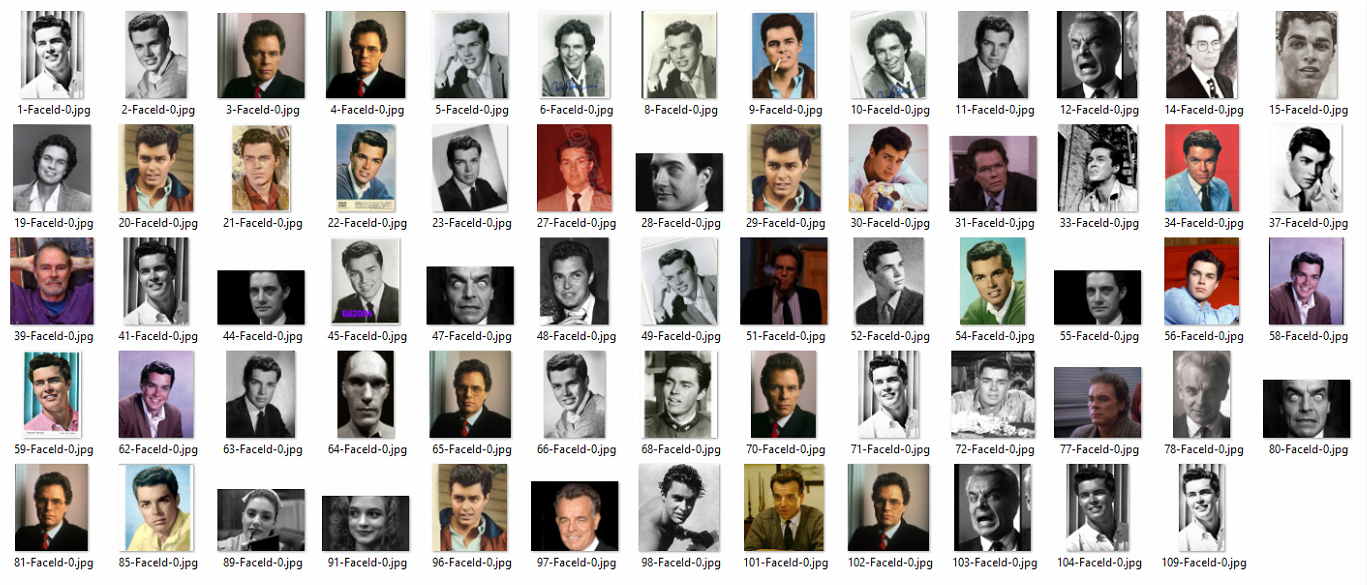 1-FaceId-0.jpg 2-FaceId-0.jpg 3-FaceId-0.jpg 4-FaceId-0.jpg 5-FaceId-0.jpg 6-FaceId-0.jpg 8-FaceId-0.jpg 9-FaceId-0.jpg 10-FaceId-0.jpg 11-FaceId-0.jpg 12-FaceId-0.jpg 14-FaceId-0.jpg 15-FaceId-0.jpg
19-FaceId-0.jpg 20-FaceId-0.jpg 21-FaceId-0.jpg 22-FaceId-0.jpg 23-FaceId-0.jpg 27-FaceId-0.jpg 28-FaceId-0.jpg 29-FaceId-0.jpg 30-FaceId-0.jpg 31-FaceId-0.jpg 33-FaceId-0.jpg 34-FaceId-0.jpg 37-FaceId-0.jpg
Ed2004
39-FaceId-0.jpg 41-FaceId-0.jpg 44-FaceId-0.jpg 45-FaceId-0.jpg 47-FaceId-0.jpg 48-FaceId-0.jpg 49-FaceId-0.jpg 51-FaceId-0.jpg 52-FaceId-0.jpg 54-FaceId-0.jpg 55-FaceId-0.jpg 56-FaceId-0.jpg 58-FaceId-0.jpg
59-FaceId-0.jpg 62-FaceId-0.jpg 63-FaceId-0.jpg 64-FaceId-0.jpg 65-FaceId-0.jpg 66-FaceId-0.jpg 68-FaceId-0.jpg 70-FaceId-0.jpg 71-FaceId-0.jpg 72-FaceId-0.jpg 77-FaceId-0.jpg 78-FaceId-0.jpg 80-FaceId-0.jpg
81-FaceId-0.jpg 85-FaceId-0.jpg 89-FaceId-0.jpg 91-FaceId-0.jpg 96-FaceId-0.jpg 97-FaceId-0.jpg 98-FaceId-0.jpg 101-FaceId-0.jpg 102-FaceId-0.jpg 103-FaceId-0.jpg 104-FaceId-0.jpg 109-FaceId-0.jpg